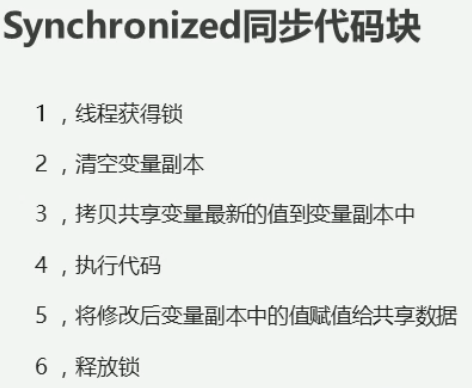 Synchronized同步代码块
1 ，线程获得锁
2 ，清空变量副本
3 ，拷贝共享变量最新的值到变量副本中
4 ，执行代码
5 ，将修改后变量副本中的值赋值给共享数据
6 ，释放锁